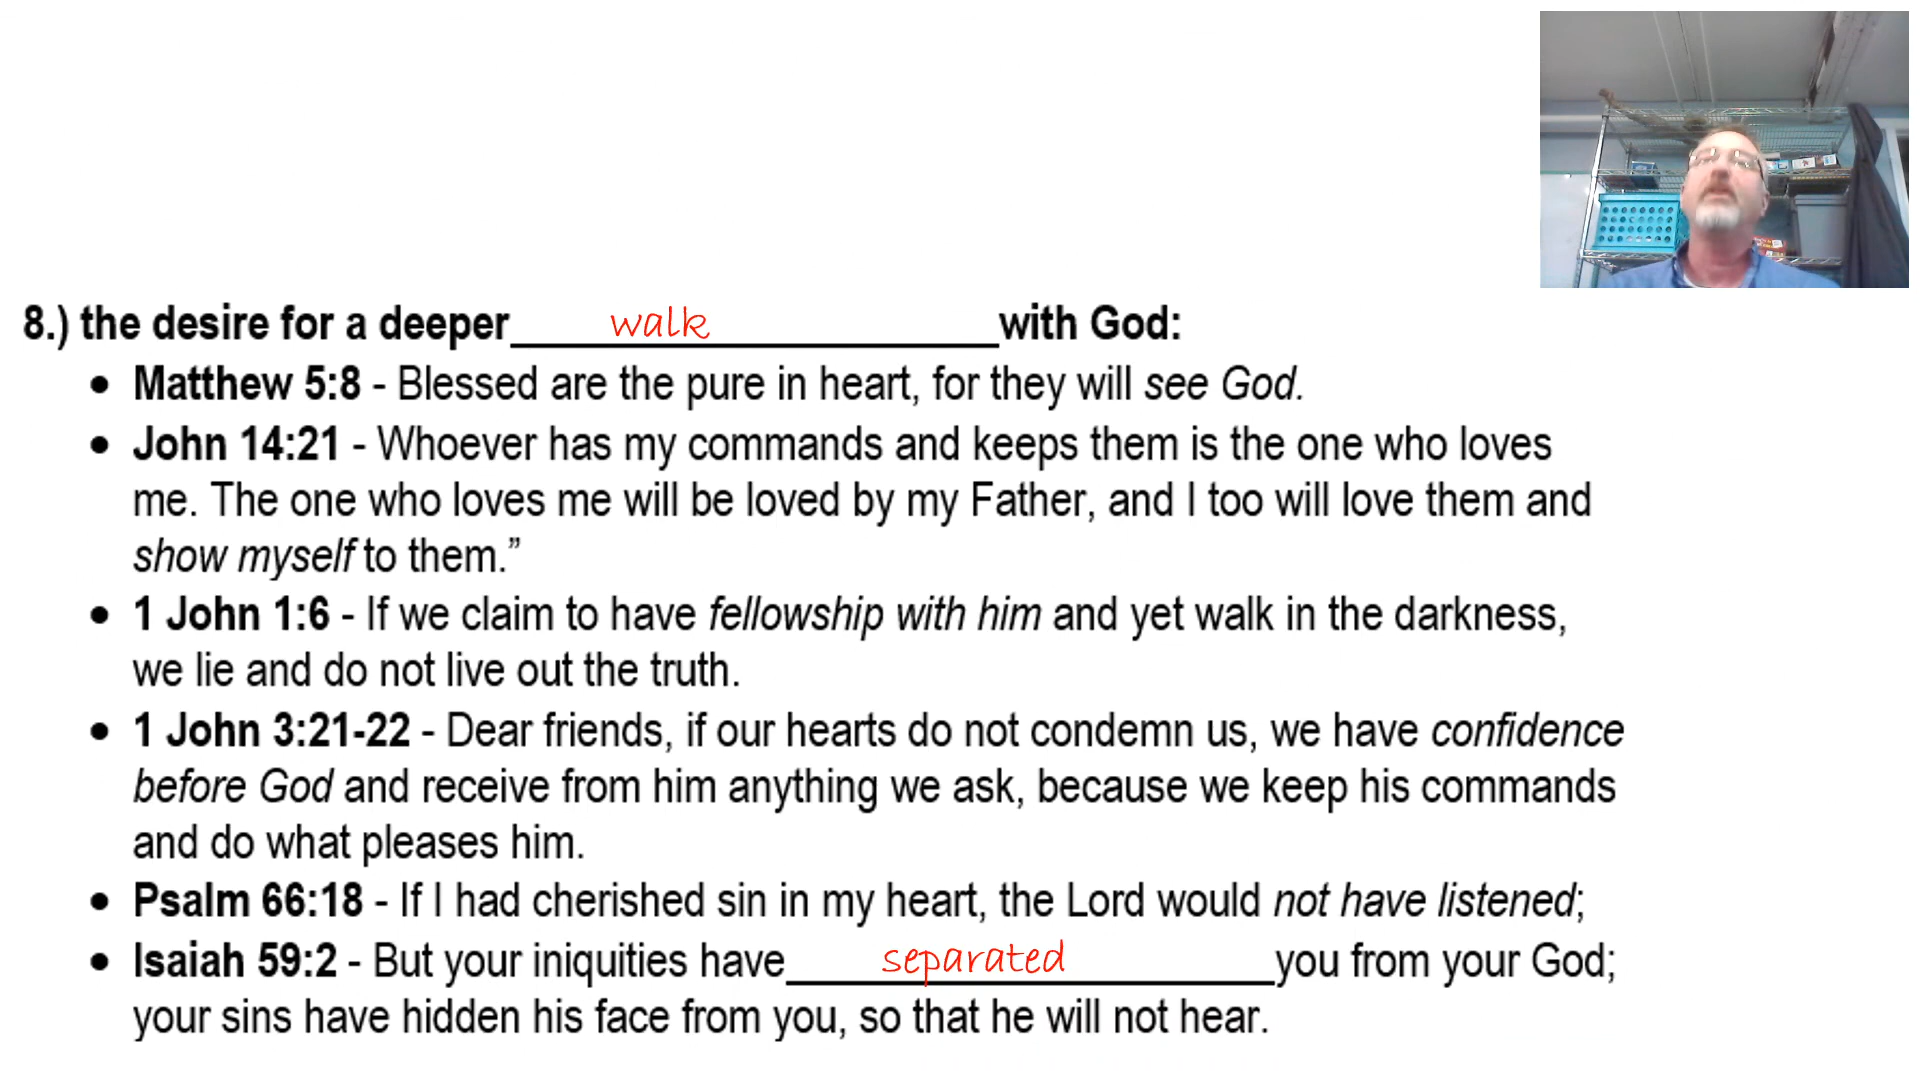 8.) the desire for a deeper walk with God:
• Matthew 5:8 - Blessed are the pure in heart, for they will see God.
• John 14:21 - Whoever has my commands and keeps them is the one who loves
me. The one who loves me will be loved by my Father, and I too will love them and
show myself to them.”
• 1 John 1:6 - If we claim to have fellowship with him and yet walk in the darkness,
we lie and do not live out the truth.
• 1 John 3:21-22 - Dear friends, if our hearts do not condemn us, we have confidence
before God and receive from him anything we ask, because we keep his commands
and do what pleases him.
• Psalm 66:18 - If I had cherished sin in my heart, the Lord would not have listened;
• Isaiah 59:2 - But your iniquities have separated you from your God;
your sins have hidden his face from you, so that he will not hear.